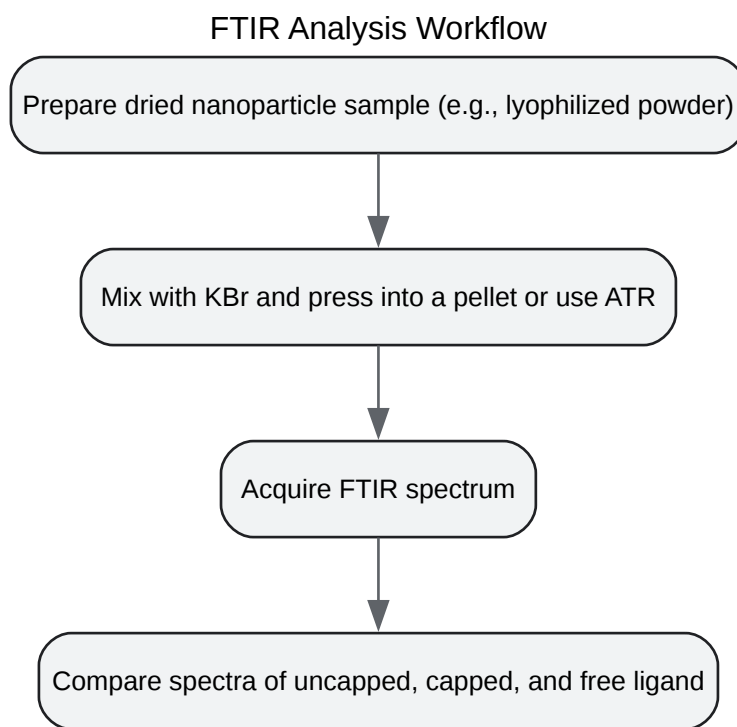 FTIR Analysis Workflow
Prepare dried nanoparticle sample (e.g., lyophilized powder)
Mix with KBr and press into a pellet or use ATR
Acquire FTIR spectrum
Compare spectra of uncapped, capped, and free ligand